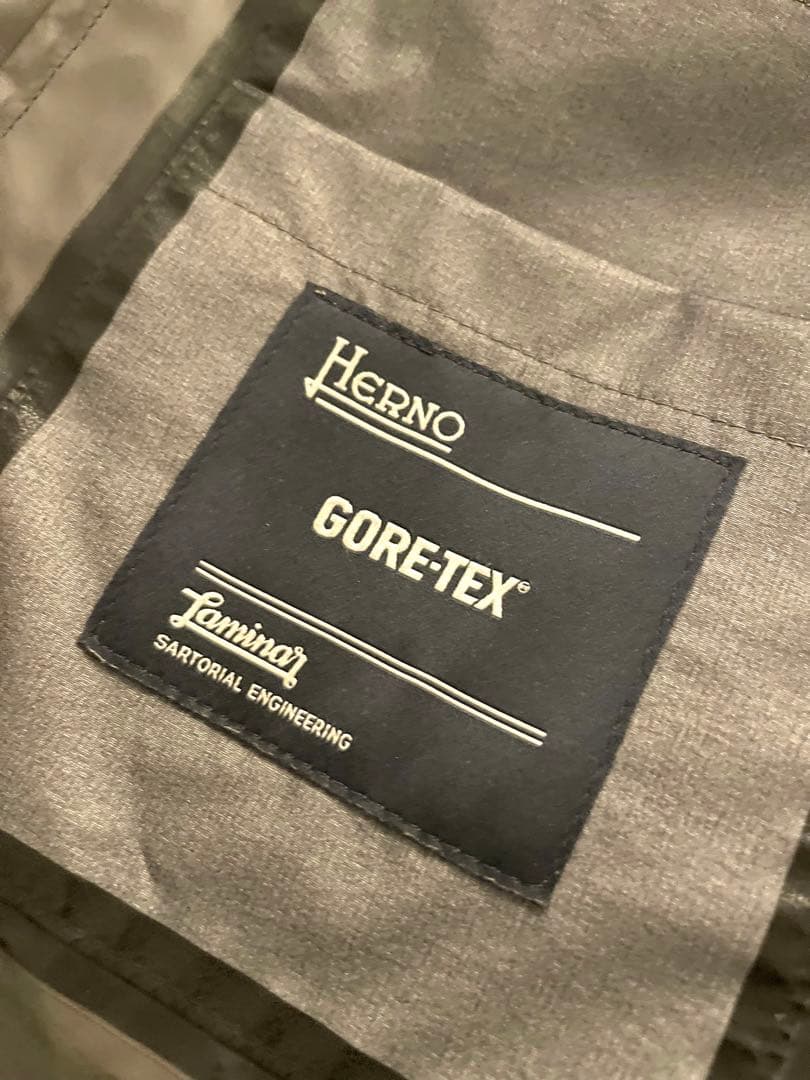 HERNO
GORE-TEX®
Laminar
SARTORIAL ENGINEERING